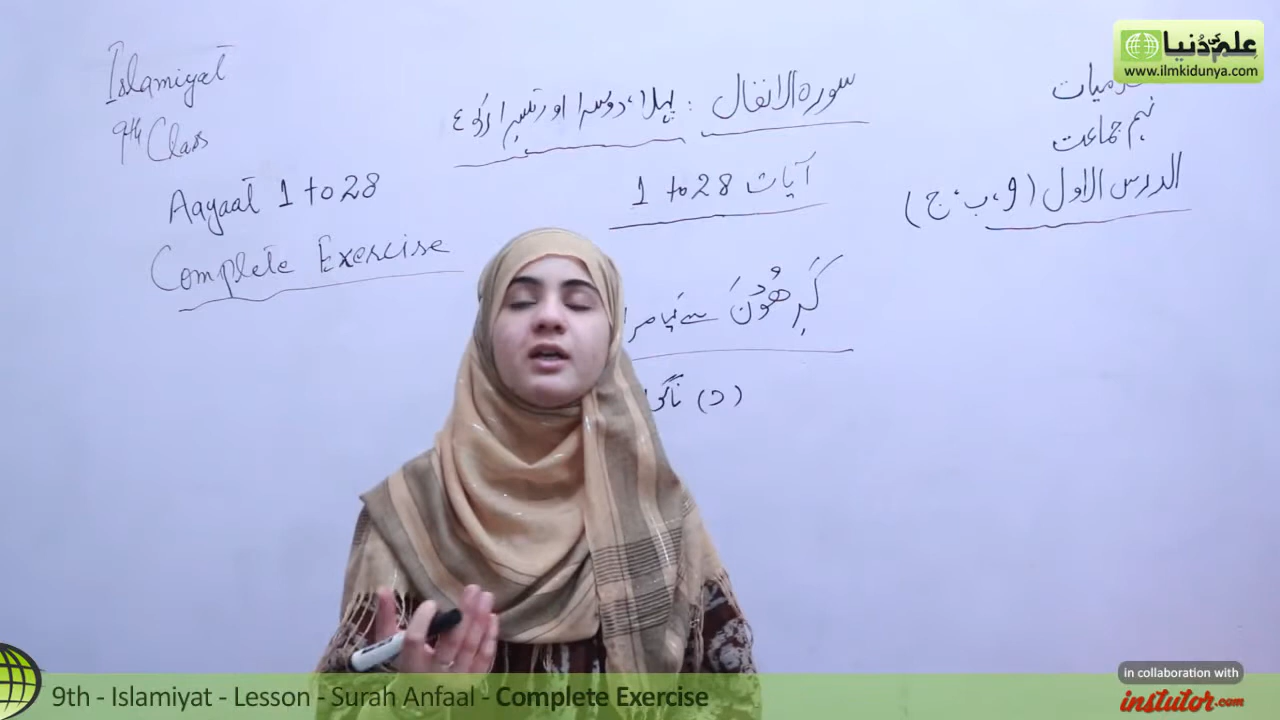 Islamiyat
9th Class
Aayaat 1 to 28
Complete Exercise
سورہ الانفال : پہلا، دوسرا اور تیسرا رکوع
آیات 1 to 28
نہم جماعت
الدرس الاول (و، ب، ج)
سے کیا
(د)
علم کی دنیا
www.ilmkidunya.com
9th - Islamiyat - Lesson - Surah Anfaal - Complete Exercise
In collaboration with
instutor.com